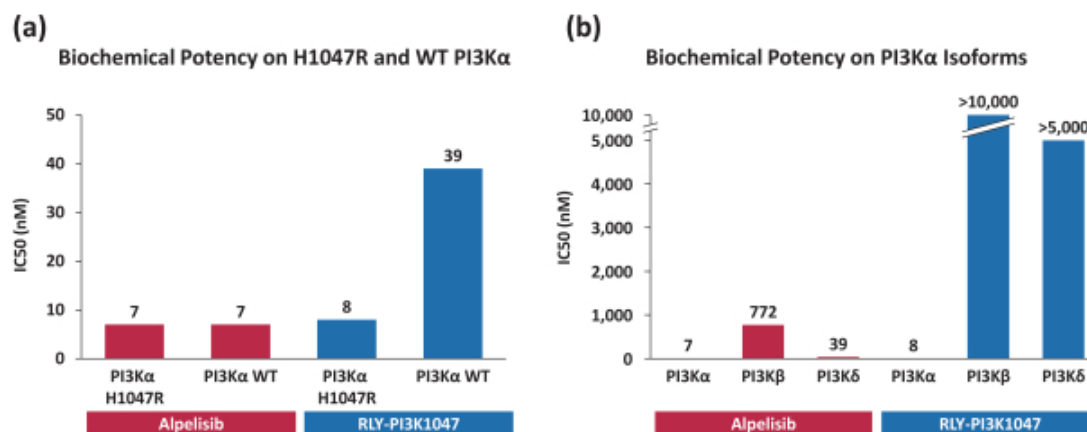 (a)
Biochemical Potency on H1047R and WT PI3Kα
IC50 (nM)
50
40
30
20
10
0
7
7
8
39
PI3Kα
H1047R
PI3Kα WT
PI3Kα
H1047R
PI3Kα WT
Alpelisib
RLY-PI3K1047
(b)
Biochemical Potency on PI3Kα Isoforms
IC50 (nM)
10,000
5,000
4,000
3,000
2,000
1,000
0
7
772
39
8
>10,000
>5,000
PI3Kα
PI3Kβ
PI3Kδ
PI3Kα
PI3Kβ
PI3Kδ
Alpelisib
RLY-PI3K1047